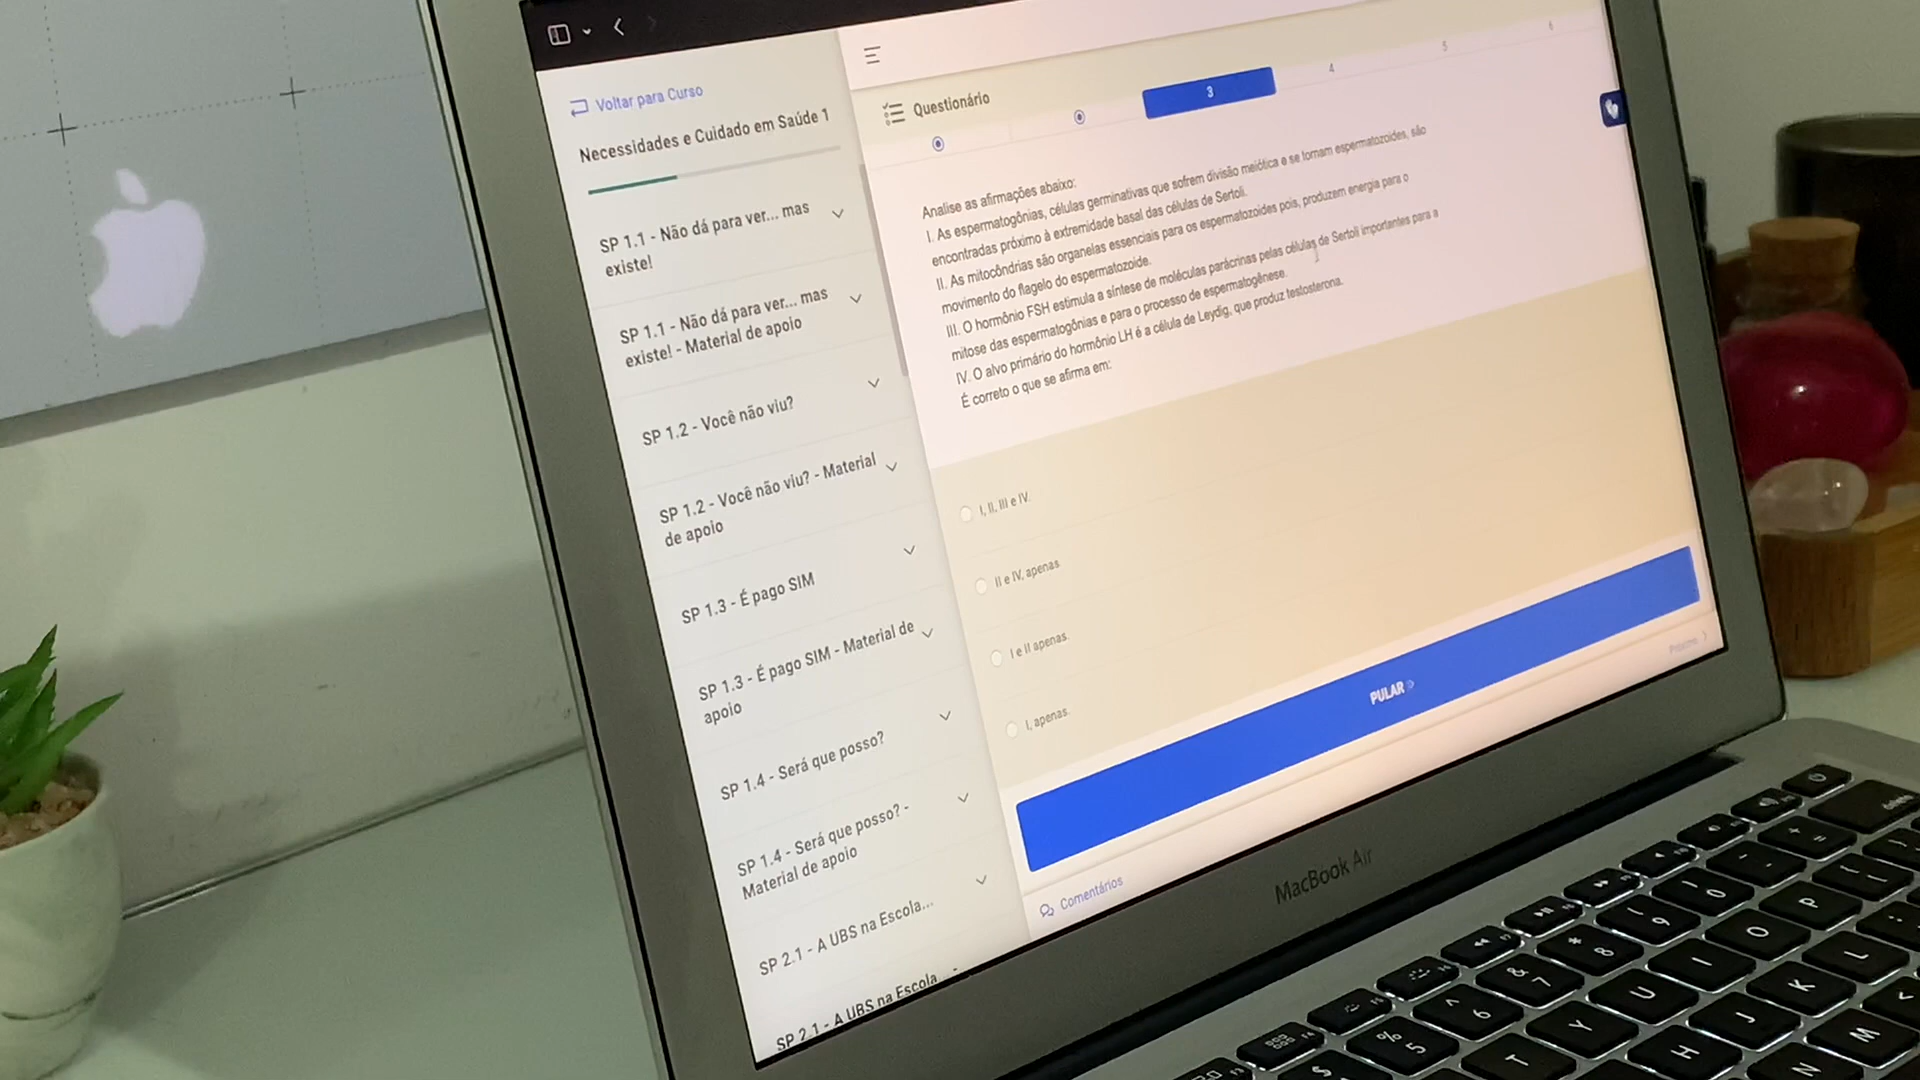 Voltar para Curso
Necessidades e Cuidado em Saúde 1
SP 1.1 - Não dá para ver... mas
existe!
SP 1.1 - Não dá para ver... mas
existe! - Material de apoio
SP 1.2 - Você não viu?
SP 1.2 - Você não viu? - Material
de apoio
SP 1.3 - É pago SIM
SP 1.3 - É pago SIM - Material de
apoio
SP 1.4 - Será que posso?
SP 1.4 - Será que posso? -
Material de apoio
SP 2.1 - A UBS na Escola...
SP 2.1 - A UBS na Escola... -
Questionário
3
4
5
6
Analise as afirmações abaixo:
I. As espermatogônias, células germinativas que sofrem divisão meiótica e se tornam espermatozoides, são
encontradas próximo à extremidade basal das células de Sertoli.
II. As mitocôndrias são organelas essenciais para os espermatozoides pois, produzem energia para o
movimento do flagelo do espermatozoide.
III. O hormônio FSH estimula a síntese de moléculas parácrinas pelas células de Sertoli importantes para a
mitose das espermatogônias e para o processo de espermatogênese.
IV. O alvo primário do hormônio LH é a célula de Leydig, que produz testosterona.
É correto o que se afirma em:
I, II, III e IV.
II e IV, apenas.
I e II apenas.
I, apenas.
PULAR
Próximo
Comentários
MacBook Air
delete
+ =
- _
) 0
( 9
* 8
& 7
^ 6
% 5
$
P
O
I
U
Y
T
L
K
J
H
M
N
<